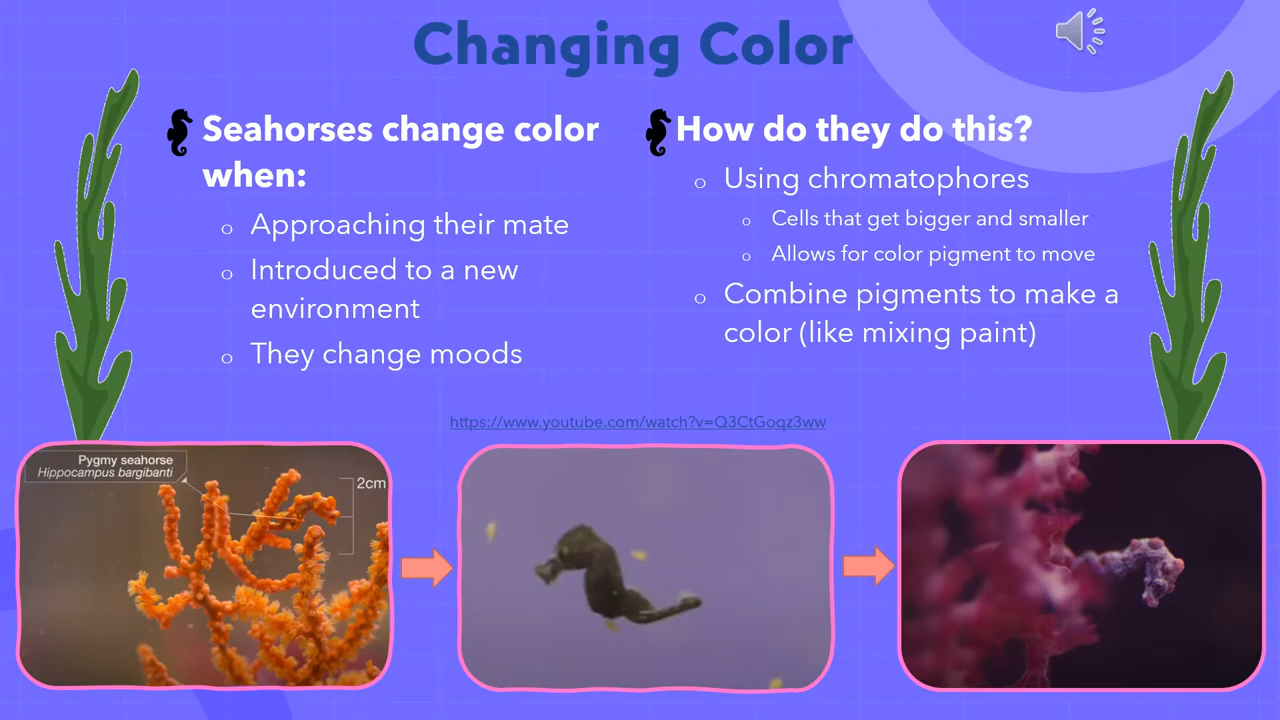 Changing Color
Seahorses change color
when:
o Approaching their mate
o Introduced to a new
environment
o They change moods
How do they do this?
o Using chromatophores
o Cells that get bigger and smaller
o Allows for color pigment to move
o Combine pigments to make a
color (like mixing paint)
https://www.youtube.com/watch?v=Q3CtGoqz3ww
Pygmy seahorse
Hippocampus bargibanti
2cm